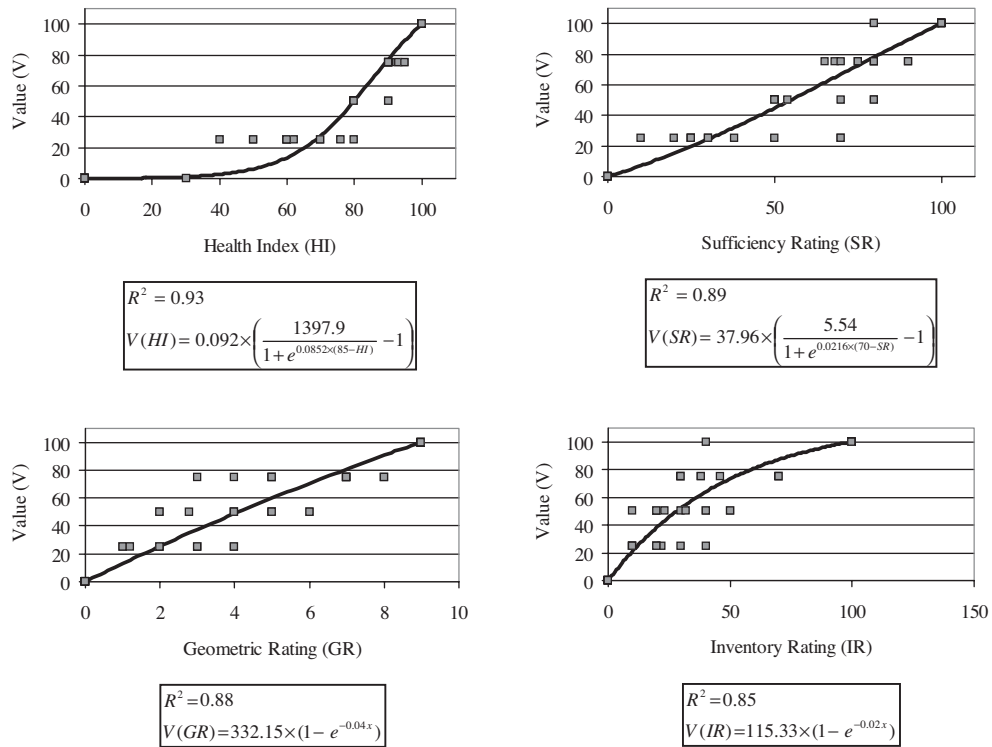 Value (V)
100
80
60
40
20
0
0 20 40 60 80 100
Health Index (HI)
R² = 0.93
V(HI) = 0.092×(1397.9/(1+e^(0.0852×(85−HI))) −1)
Value (V)
100
80
60
40
20
0
0 50 100
Sufficiency Rating (SR)
R² = 0.89
V(SR) = 37.96×(5.54/(1+e^(0.0216×(70−SR))) −1)
Value (V)
100
80
60
40
20
0
0 2 4 6 8 10
Geometric Rating (GR)
R²=0.88
V(GR)=332.15×(1− e^(−0.04x))
Value (V)
100
80
60
40
20
0
0 50 100 150
Inventory Rating (IR)
R²=0.85
V(IR)=115.33×(1− e^(−0.02x))